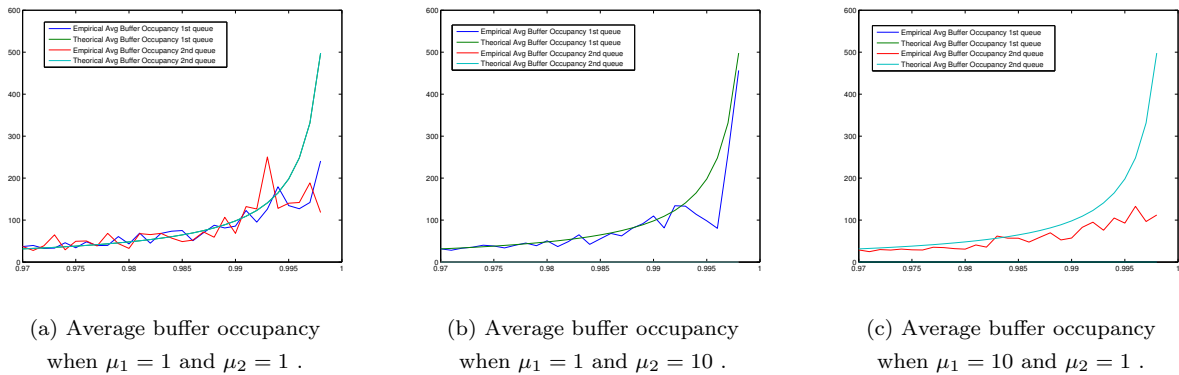 600
500
400
300
200
100
0
0.97
0.975
0.98
0.985
0.99
0.995
1
Empirical Avg Buffer Occupancy 1st queue
Theorical Avg Buffer Occupancy 1st queue
Empirical Avg Buffer Occupancy 2nd queue
Theorical Avg Buffer Occupancy 2nd queue
(a) Average buffer occupancy
when μ₁ = 1 and μ₂ = 1 .
600
500
400
300
200
100
0
0.97
0.975
0.98
0.985
0.99
0.995
1
Empirical Avg Buffer Occupancy 1st queue
Theorical Avg Buffer Occupancy 1st queue
Empirical Avg Buffer Occupancy 2nd queue
Theorical Avg Buffer Occupancy 2nd queue
(b) Average buffer occupancy
when μ₁ = 1 and μ₂ = 10 .
600
500
400
300
200
100
0
0.97
0.975
0.98
0.985
0.99
0.995
1
Empirical Avg Buffer Occupancy 1st queue
Theorical Avg Buffer Occupancy 1st queue
Empirical Avg Buffer Occupancy 2nd queue
Theorical Avg Buffer Occupancy 2nd queue
(c) Average buffer occupancy
when μ₁ = 10 and μ₂ = 1 .